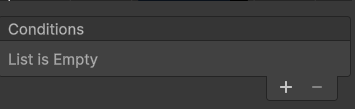 Conditions
List is Empty
+ −